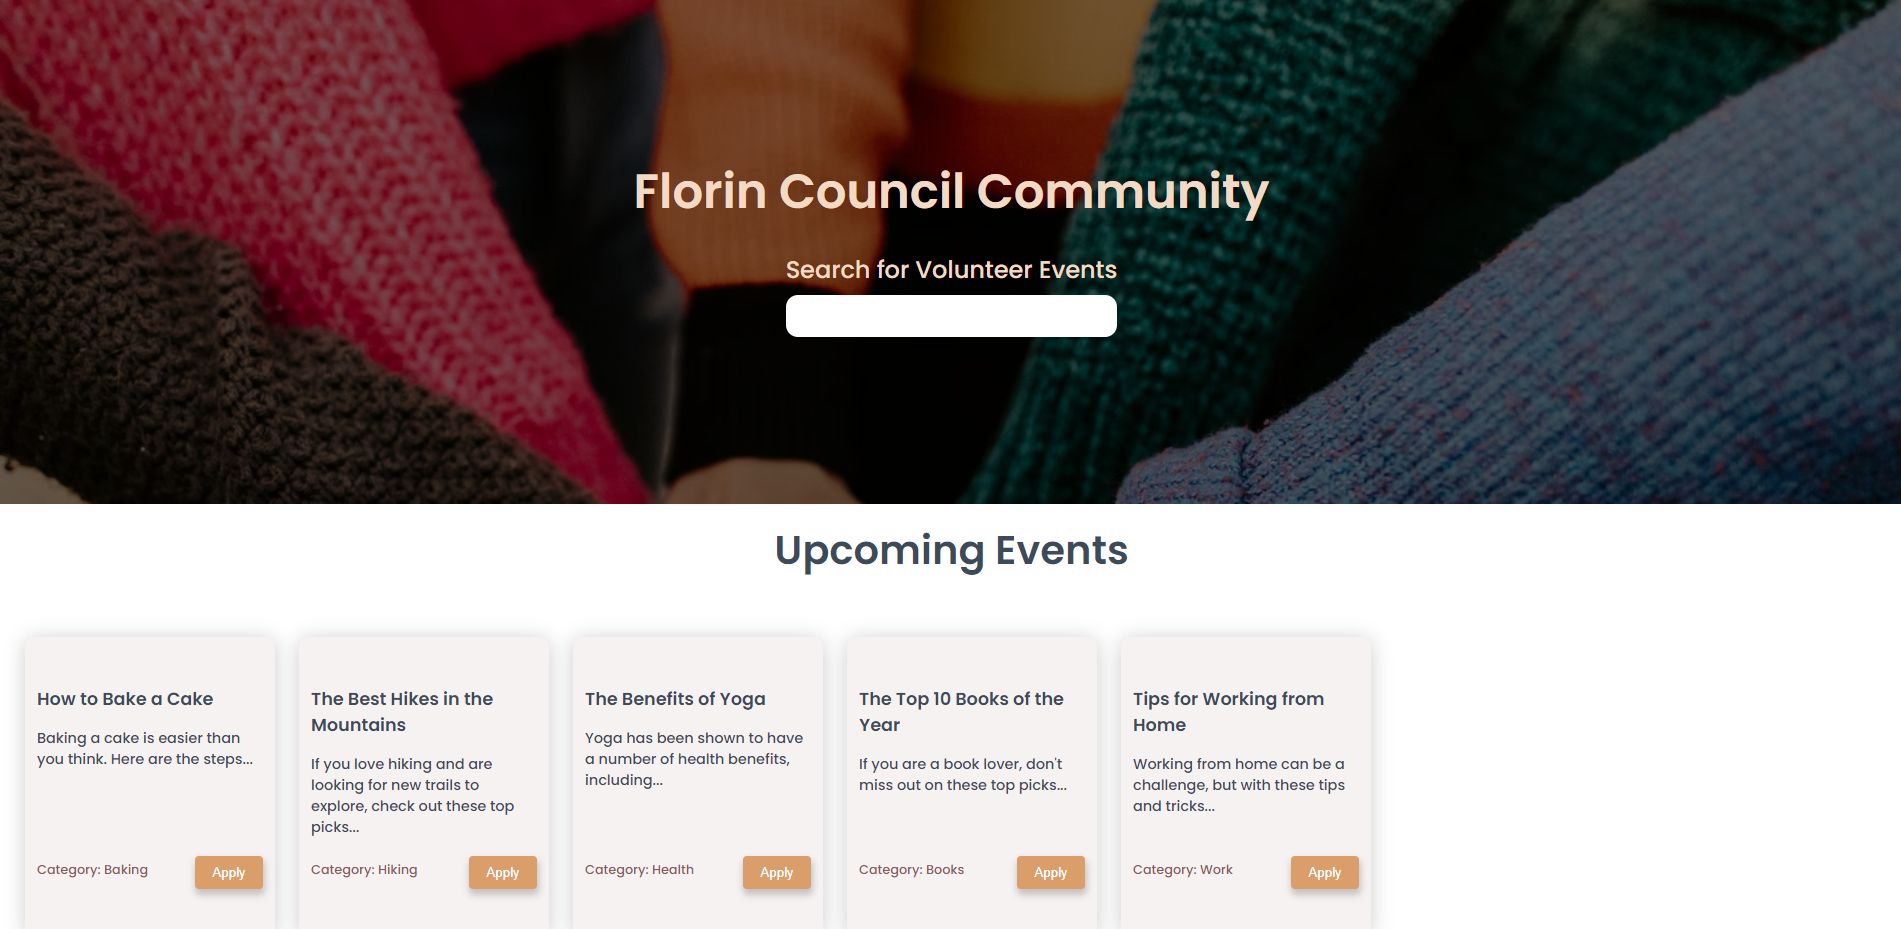 Florin Council Community
Search for Volunteer Events
Upcoming Events
How to Bake a Cake
Baking a cake is easier than
you think. Here are the steps...
Category: Baking
Apply
The Best Hikes in the
Mountains
If you love hiking and are
looking for new trails to
explore, check out these top
picks...
Category: Hiking
Apply
The Benefits of Yoga
Yoga has been shown to have
a number of health benefits,
including...
Category: Health
Apply
The Top 10 Books of the
Year
If you are a book lover, don't
miss out on these top picks...
Category: Books
Apply
Tips for Working from
Home
Working from home can be a
challenge, but with these tips
and tricks...
Category: Work
Apply